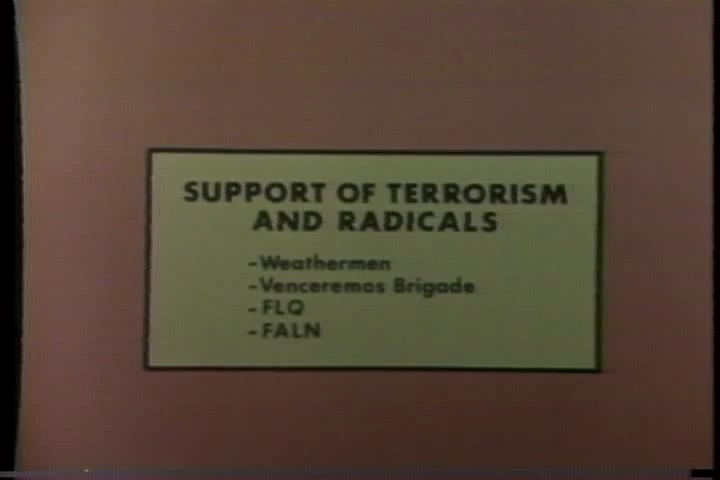 SUPPORT OF TERRORISM
AND RADICALS
-Weathermen
-Venceremos Brigade
-FLQ
-FALN